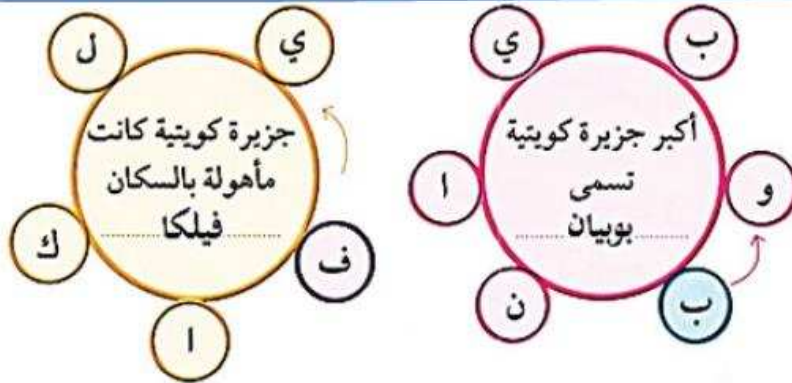 ب
ي
أكبر جزيرة كويتية
تسمى
و
ا
بوبيان
ب
ن
ي
ل
جزيرة كويتية كانت
مأهولة بالسكان
فيلكا
ك
ف
ا